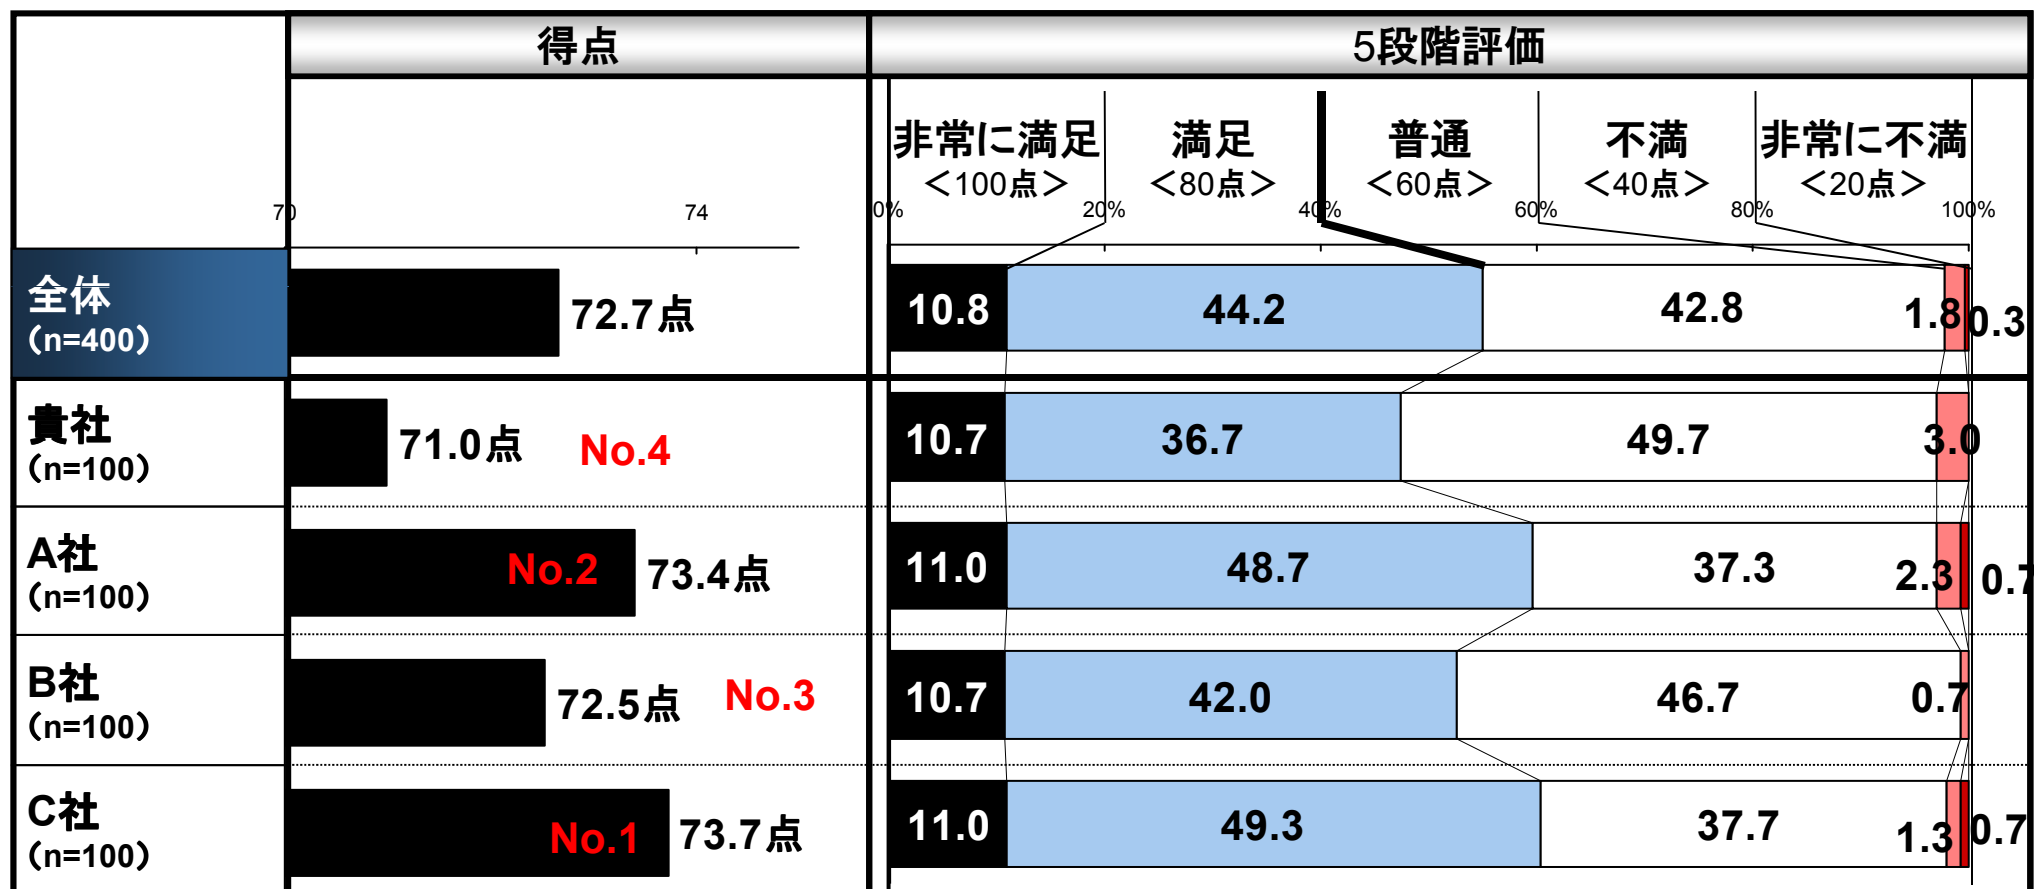 得点
5段階評価
非常に満足
＜100点＞
満足
＜80点＞
普通
＜60点＞
不満
＜40点＞
非常に不満
＜20点＞
70
74
0%
20%
40%
60%
80%
100%
全体
（n=400）
72.7点
10.8
44.2
42.8
1.8
0.3
貴社
（n=100）
71.0点
No.4
10.7
36.7
49.7
3.0
A社
（n=100）
No.2
73.4点
11.0
48.7
37.3
2.3
0.7
B社
（n=100）
72.5点
No.3
10.7
42.0
46.7
0.7
C社
（n=100）
No.1
73.7点
11.0
49.3
37.7
1.3
0.7